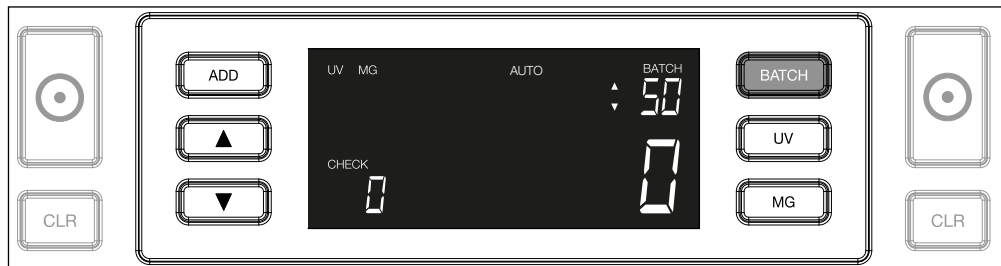 ADD
UV MG AUTO BATCH
50
BATCH
UV
CHECK
0
0
MG
CLR
CLR